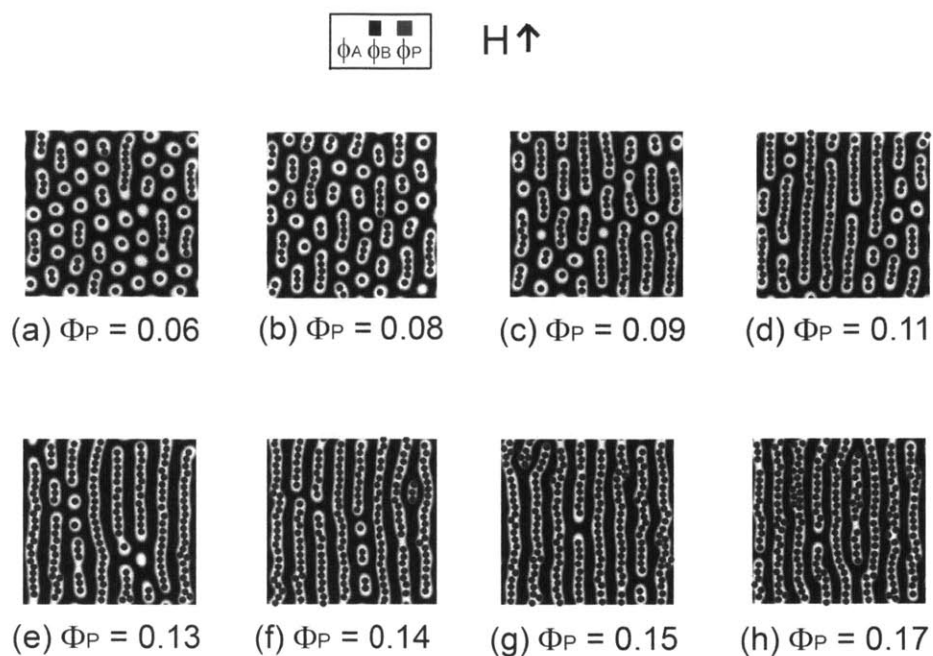 ϕA ϕB ϕP
H↑
(a) ΦP = 0.06
(b) ΦP = 0.08
(c) ΦP = 0.09
(d) ΦP = 0.11
(e) ΦP = 0.13
(f) ΦP = 0.14
(g) ΦP = 0.15
(h) ΦP = 0.17